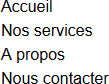 Accueil
Nos services
A propos
Nous contacter